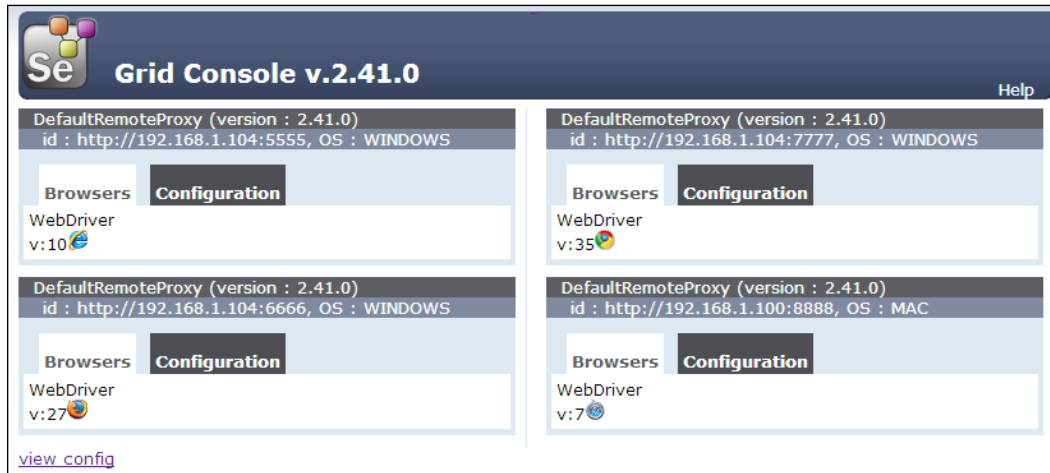 Se
Grid Console v.2.41.0
Help
DefaultRemoteProxy (version : 2.41.0)
id : http://192.168.1.104:5555, OS : WINDOWS
Browsers Configuration
WebDriver
v:10
DefaultRemoteProxy (version : 2.41.0)
id : http://192.168.1.104:6666, OS : WINDOWS
Browsers Configuration
WebDriver
v:27
DefaultRemoteProxy (version : 2.41.0)
id : http://192.168.1.104:7777, OS : WINDOWS
Browsers Configuration
WebDriver
v:35
DefaultRemoteProxy (version : 2.41.0)
id : http://192.168.1.100:8888, OS : MAC
Browsers Configuration
WebDriver
v:7
view config